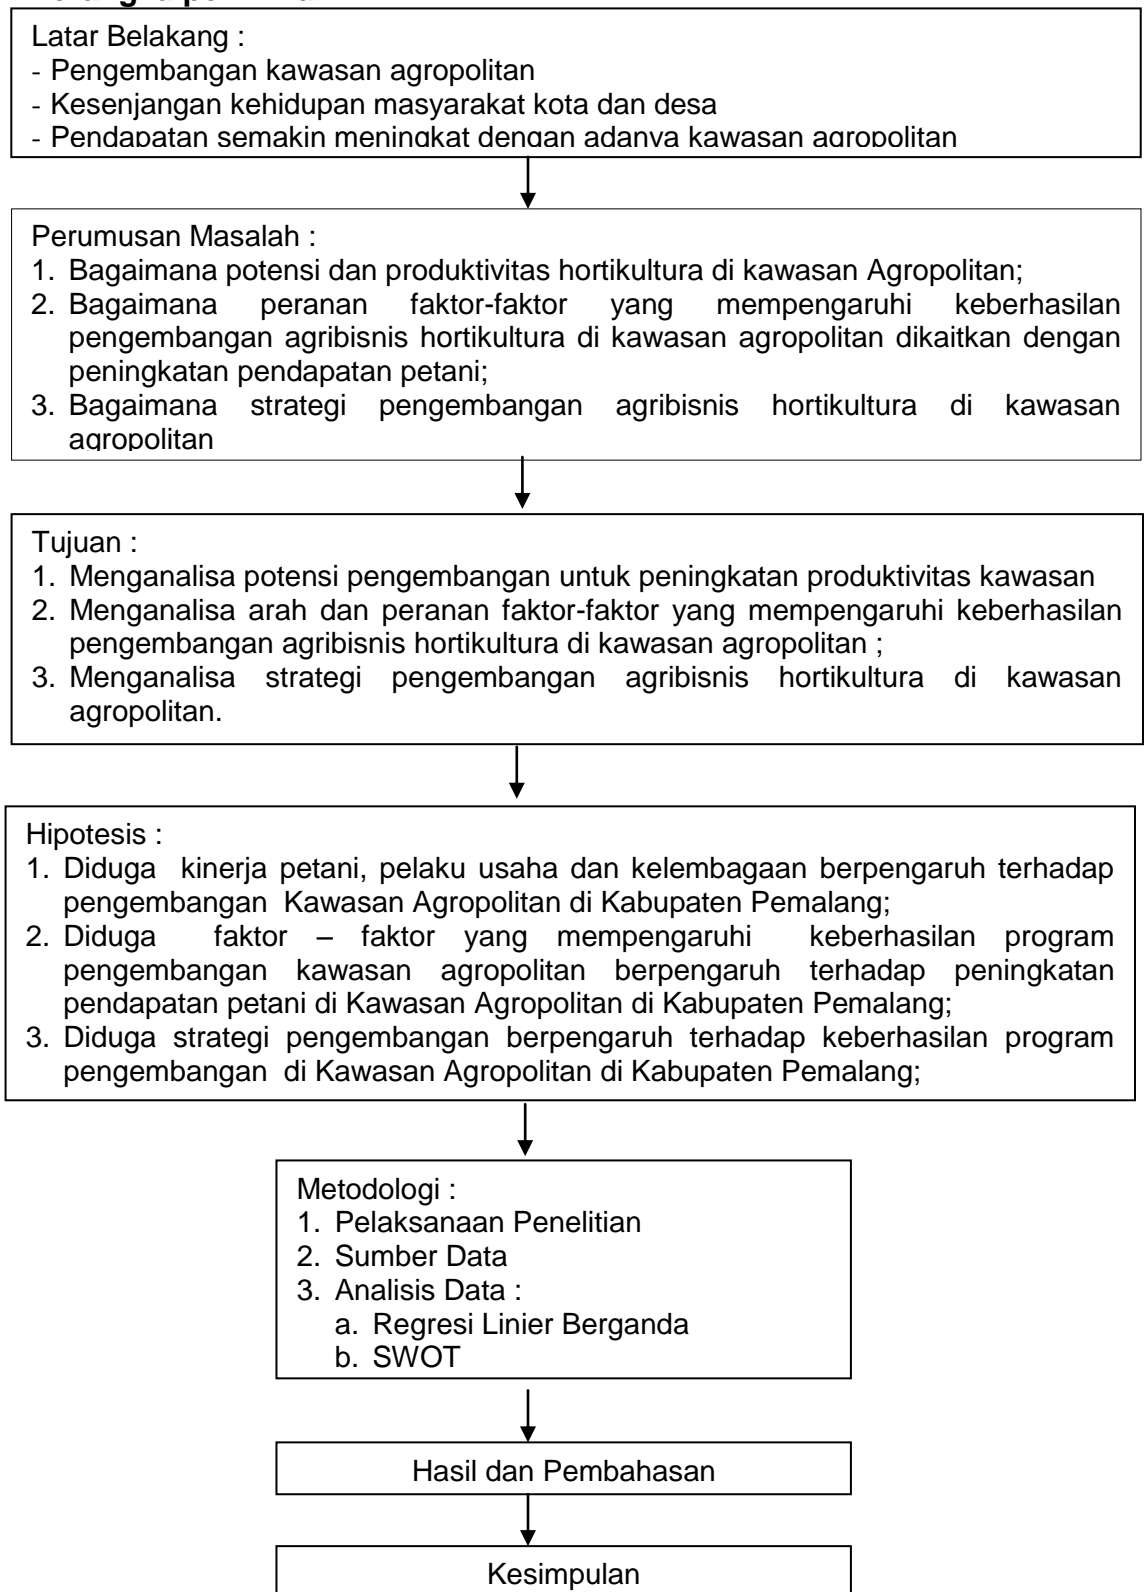 Latar Belakang :
- Pengembangan kawasan agropolitan
- Kesenjangan kehidupan masyarakat kota dan desa
- Pendapatan semakin meningkat dengan adanya kawasan agropolitan
Perumusan Masalah :
1. Bagaimana potensi dan produktivitas hortikultura di kawasan Agropolitan;
2. Bagaimana peranan faktor-faktor yang mempengaruhi keberhasilan
pengembangan agribisnis hortikultura di kawasan agropolitan dikaitkan dengan
peningkatan pendapatan petani;
3. Bagaimana strategi pengembangan agribisnis hortikultura di kawasan
agropolitan
Tujuan :
1. Menganalisa potensi pengembangan untuk peningkatan produktivitas kawasan
2. Menganalisa arah dan peranan faktor-faktor yang mempengaruhi keberhasilan
pengembangan agribisnis hortikultura di kawasan agropolitan ;
3. Menganalisa strategi pengembangan agribisnis hortikultura di kawasan
agropolitan.
Hipotesis :
1. Diduga kinerja petani, pelaku usaha dan kelembagaan berpengaruh terhadap
pengembangan Kawasan Agropolitan di Kabupaten Pemalang;
2. Diduga faktor – faktor yang mempengaruhi keberhasilan program
pengembangan kawasan agropolitan berpengaruh terhadap peningkatan
pendapatan petani di Kawasan Agropolitan di Kabupaten Pemalang;
3. Diduga strategi pengembangan berpengaruh terhadap keberhasilan program
pengembangan di Kawasan Agropolitan di Kabupaten Pemalang;
Metodologi :
1. Pelaksanaan Penelitian
2. Sumber Data
3. Analisis Data :
a. Regresi Linier Berganda
b. SWOT
Hasil dan Pembahasan
Kesimpulan